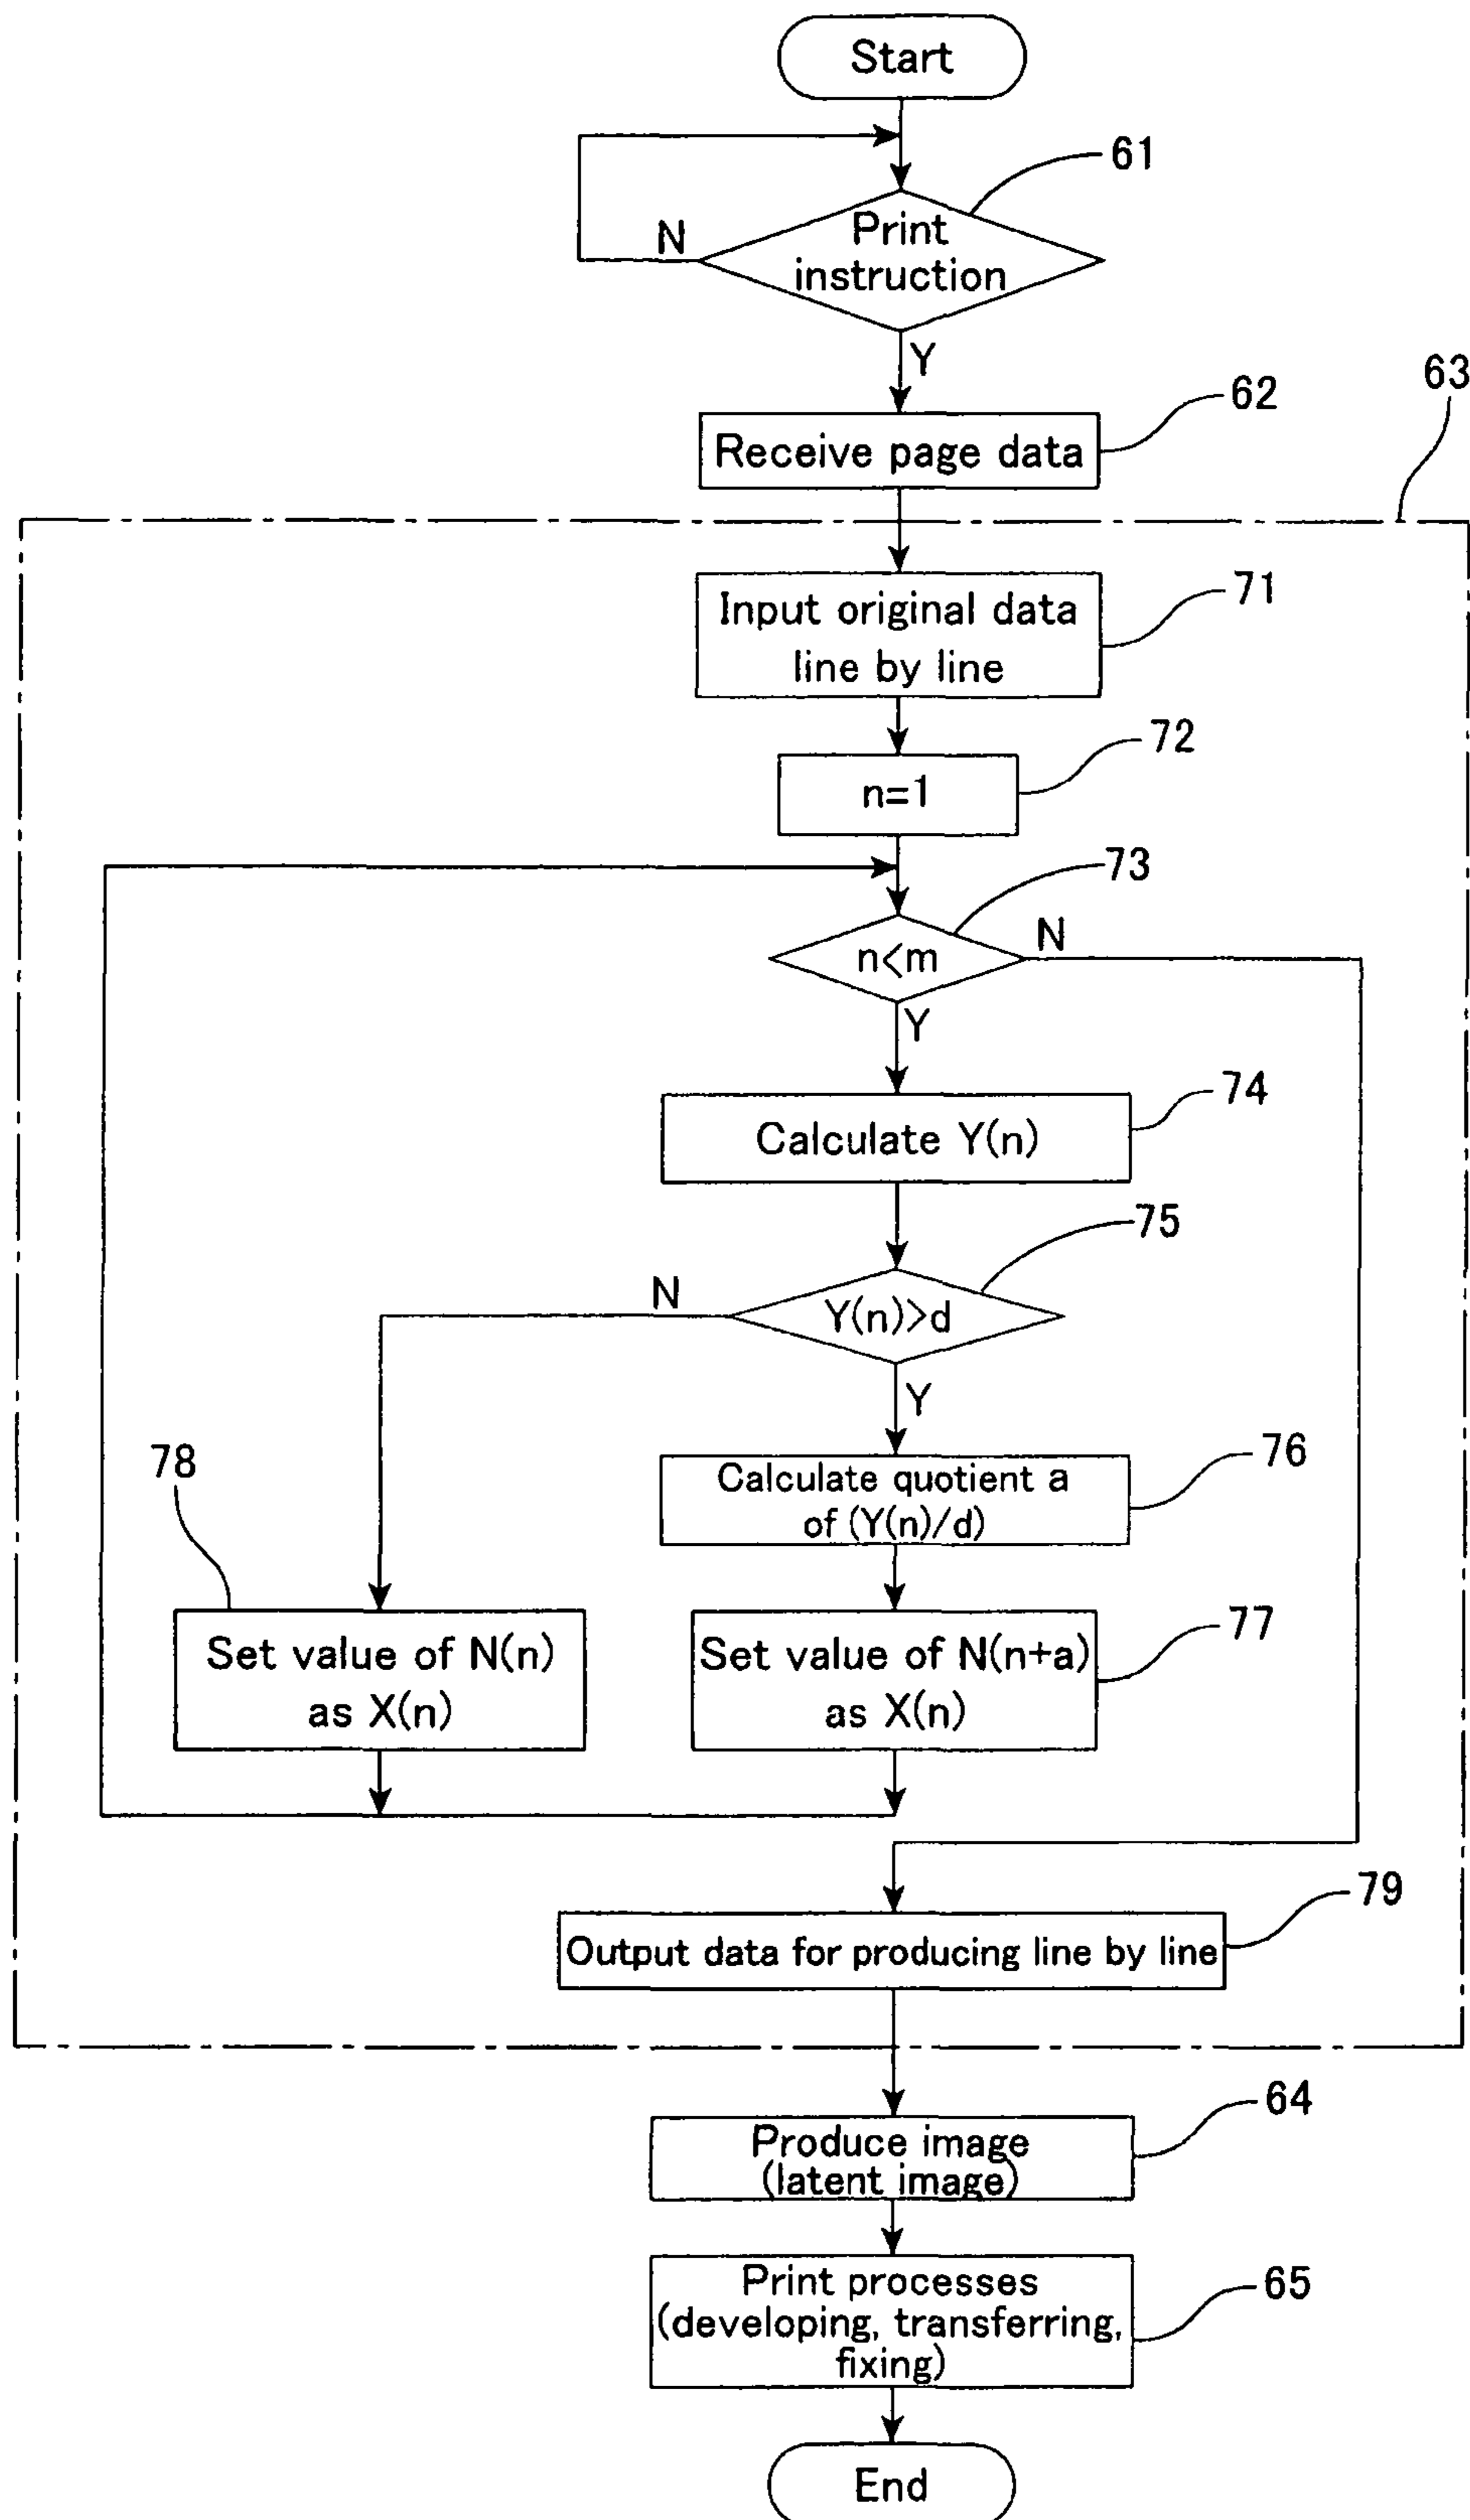 Start
61
Print
instruction
N
Y
62
Receive page data
63
71
Input original data
line by line
72
n=1
73
n<m
N
Y
74
Calculate Y(n)
75
Y(n)>d
N
Y
76
Calculate quotient a
of (Y(n)/d)
78
Set value of N(n)
as X(n)
77
Set value of N(n+a)
as X(n)
79
Output data for producing line by line
64
Produce image
(latent image)
65
Print processes
(developing, transferring,
fixing)
End